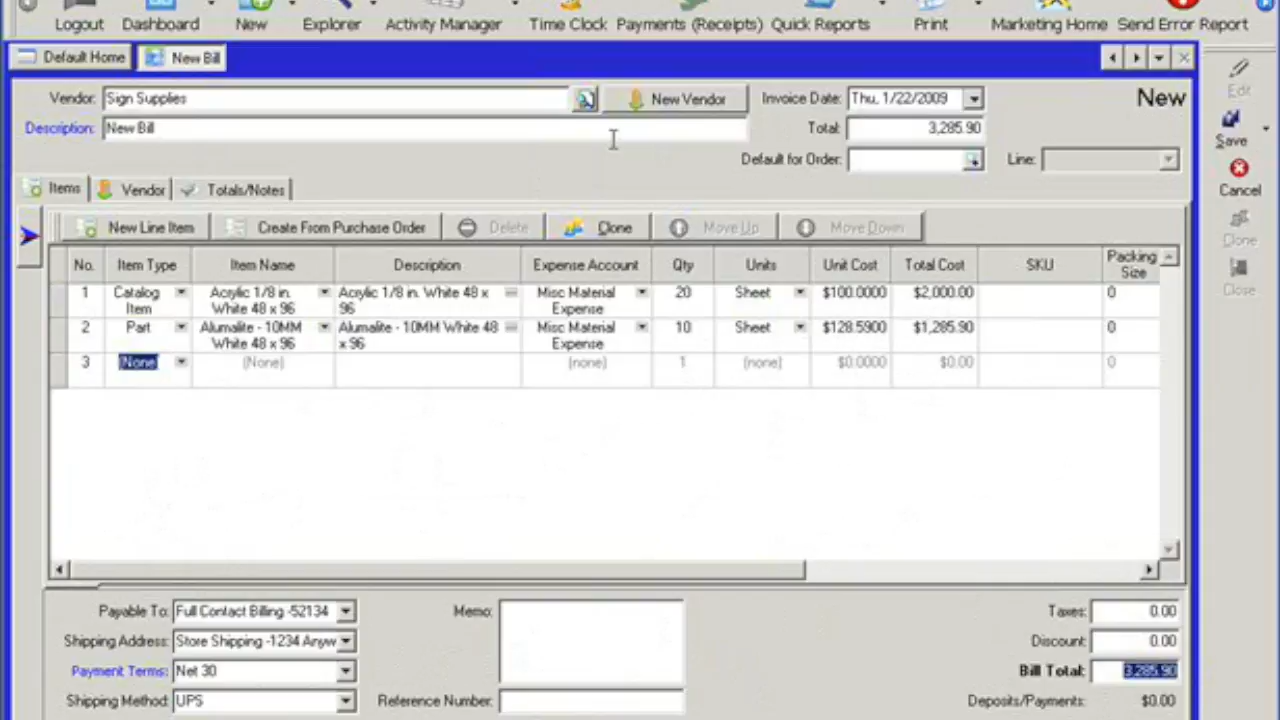 Logout Dashboard New Explorer Activity Manager Time Clock Payments (Receipts) Quick Reports Print Marketing Home Send Error Report
Default Home New Bill
Vendor: Sign Supplies New Vendor Invoice Date: Thu, 1/22/2009 New
Description: New Bill Total: 3,285.90
Default for Order: Line:
Edit
Save
Cancel
Clone
Close
Items Vendor Totals/Notes
New Line Item Create From Purchase Order Delete Clone Move Up Move Down
No. Item Type Item Name Description Expense Account Qty Units Unit Cost Total Cost SKU Packing Size
1 Catalog Item Acrylic 1/8 in. White 48 x 96 Acrylic 1/8 in. White 48 x 96 Misc Material Expense 20 Sheet $100.0000 $2,000.00 0
2 Part Alumalite - 10MM White 48 x 96 Alumalite - 10MM White 48 x 96 Misc Material Expense 10 Sheet $128.5900 $1,285.90 0
3 (None) (None) (none) 1 (none) $0.0000 $0.00 0
Payable To: Full Contact Billing -52134 Memo: Taxes: 0.00
Shipping Address: Store Shipping -1234 Anyw Discount: 0.00
Payment Terms: Net 30 Bill Total: 3,285.90
Shipping Method: UPS Reference Number: Deposits/Payments: $0.00